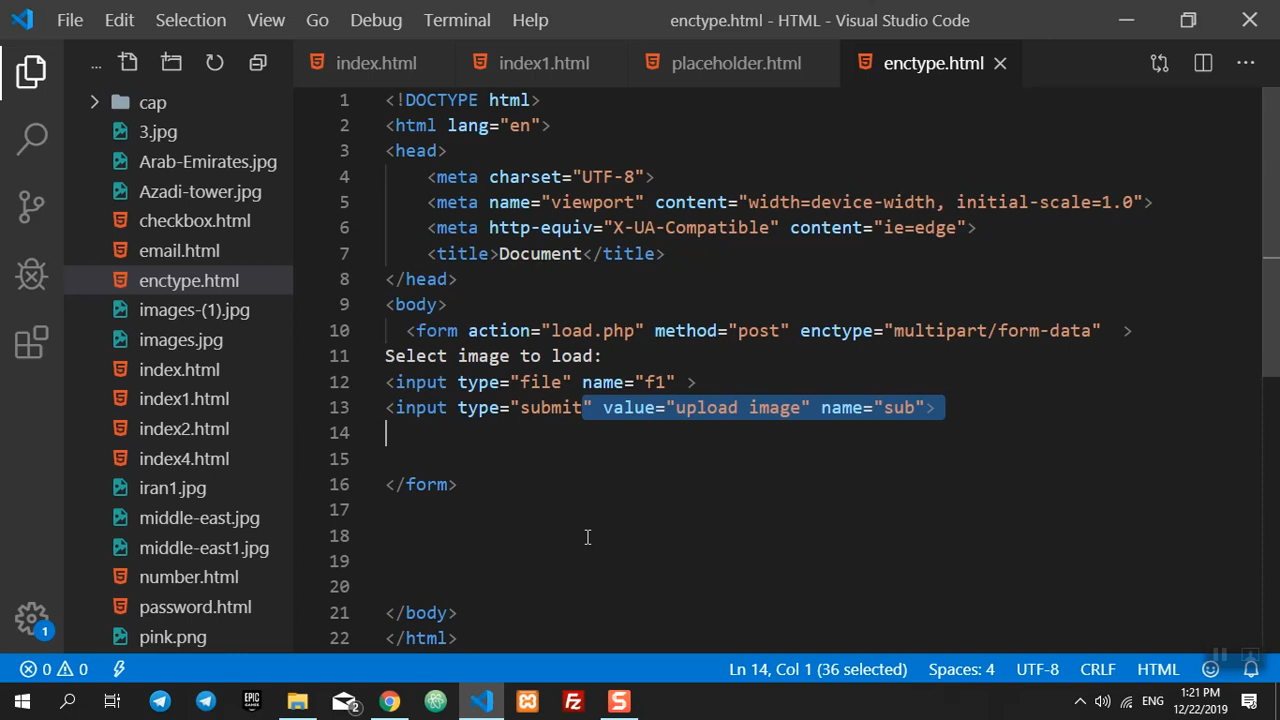 File Edit Selection View Go Debug Terminal Help enctype.html - HTML - Visual Studio Code
... index.html index1.html placeholder.html enctype.html ...
cap
3.jpg
Arab-Emirates.jpg
Azadi-tower.jpg
checkbox.html
email.html
enctype.html
images-(1).jpg
images.jpg
index.html
index1.html
index2.html
index4.html
iran1.jpg
middle-east.jpg
middle-east1.jpg
number.html
password.html
pink.png
1 <!DOCTYPE html>
2 <html lang="en">
3 <head>
4 <meta charset="UTF-8">
5 <meta name="viewport" content="width=device-width, initial-scale=1.0">
6 <meta http-equiv="X-UA-Compatible" content="ie=edge">
7 <title>Document</title>
8 </head>
9 <body>
10 <form action="load.php" method="post" enctype="multipart/form-data" >
11 Select image to load:
12 <input type="file" name="f1" >
13 <input type="submit" value="upload image" name="sub">
14
15
16 </form>
17
18
19
20
21 </body>
22 </html>
1
0 0 Ln 14, Col 1 (36 selected) Spaces: 4 UTF-8 CRLF HTML
EPIC GAMES 2 Fz S ENG 1:21 PM
12/22/2019